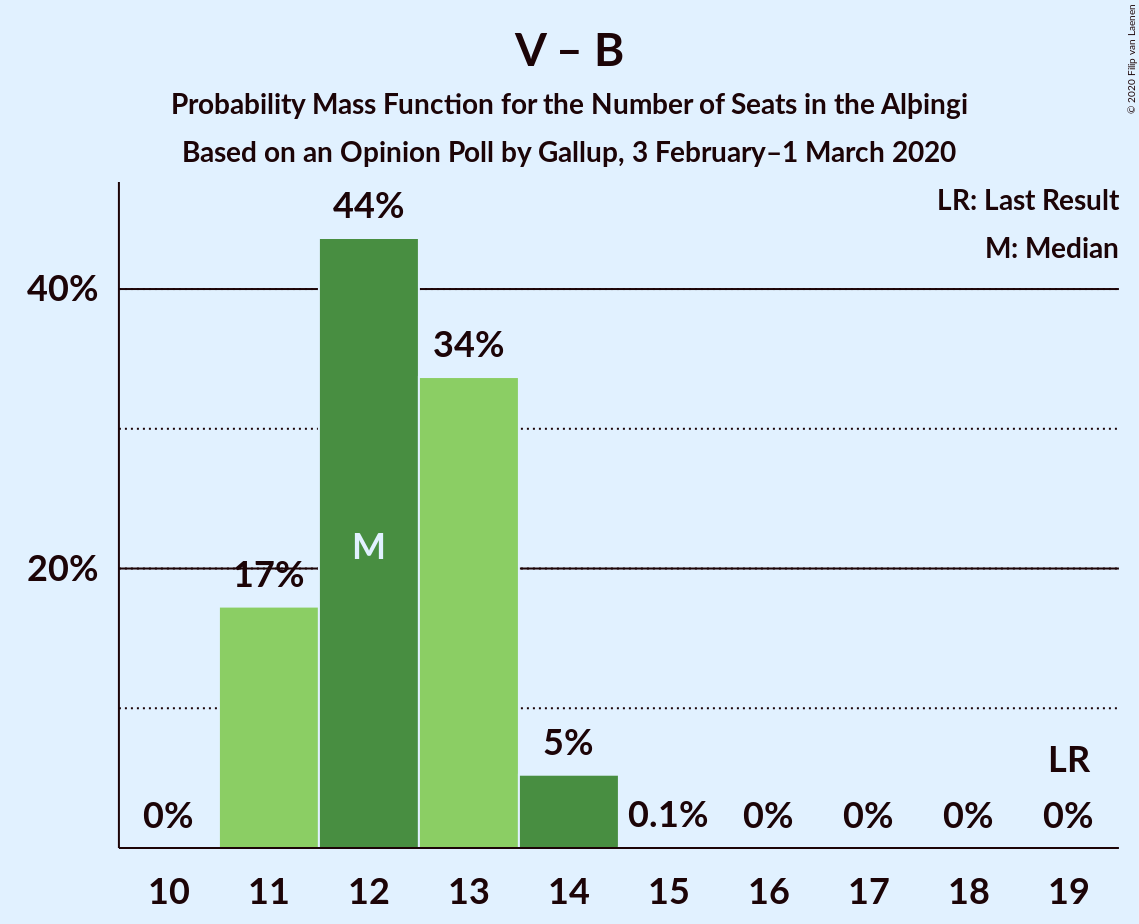 V – B
Probability Mass Function for the Number of Seats in the Alþingi
Based on an Opinion Poll by Gallup, 3 February–1 March 2020
© 2020 Filip van Laenen
LR: Last Result
M: Median
44%
40%
34%
M
20%
17%
5%
LR
0%
0.1%
0%
0%
0%
0%
10 11 12 13 14 15 16 17 18 19